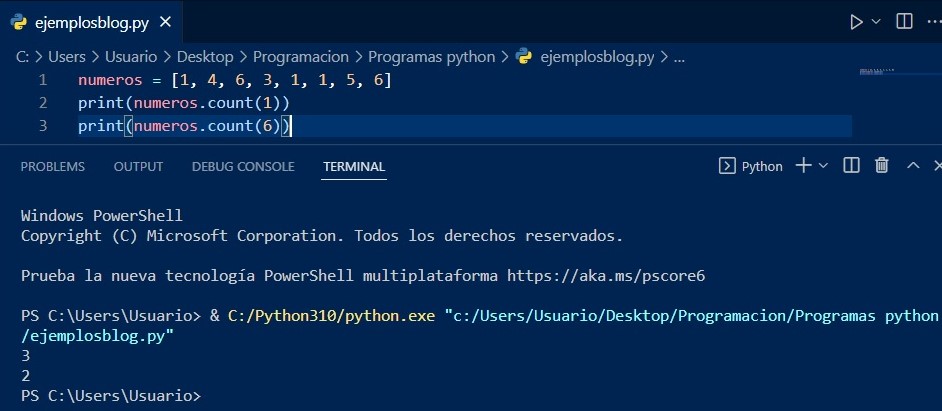 ejemplosblog.py
C: > Users > Usuario > Desktop > Programacion > Programas python > ejemplosblog.py > ...
1 numeros = [1, 4, 6, 3, 1, 1, 5, 6]
2 print(numeros.count(1))
3 print(numeros.count(6))
PROBLEMS OUTPUT DEBUG CONSOLE TERMINAL Python
Windows PowerShell
Copyright (C) Microsoft Corporation. Todos los derechos reservados.
Prueba la nueva tecnología PowerShell multiplataforma https://aka.ms/pscore6
PS C:\Users\Usuario> & C:/Python310/python.exe "c:/Users/Usuario/Desktop/Programacion/Programas python
/ejemplosblog.py"
3
2
PS C:\Users\Usuario>